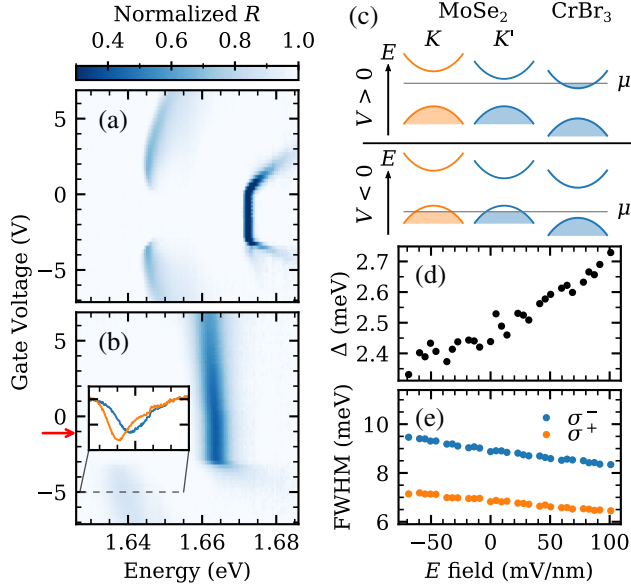 Normalized R
0.4 0.6 0.8 1.0
(a)
5
0
−5
(b)
5
0
−5
Gate Voltage (V)
1.64 1.66 1.68
Energy (eV)
(c)
MoSe₂ CrBr₃
K K'
E
V > 0
μ
E
V < 0
μ
(d)
2.7
2.6
2.5
2.4
Δ (meV)
(e)
σ⁻
σ⁺
10
8
6
FWHM (meV)
−50 0 50 100
E field (mV/nm)